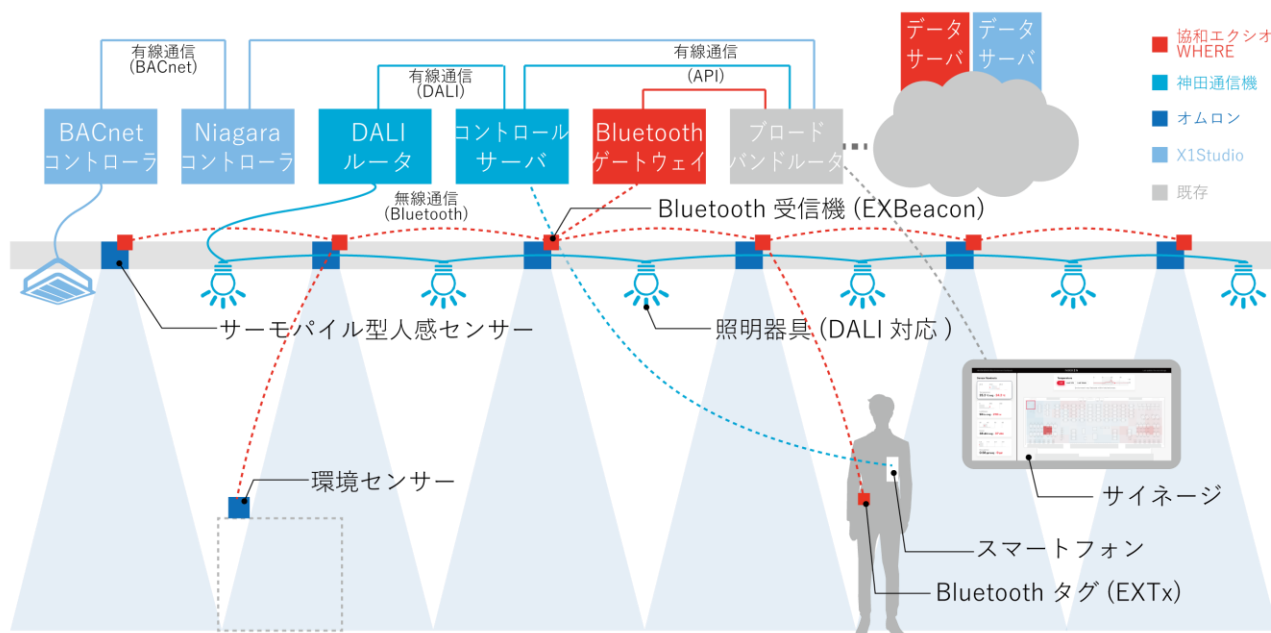 有線通信
(BACnet)
有線通信
(DALI)
有線通信
(API)
データ
サーバ
データ
サーバ
協和エクシオ
WHERE
神田通信機
オムロン
X1Studio
既存
BACnet
コントローラ
Niagara
コントローラ
DALI
ルータ
コントロール
サーバ
Bluetooth
ゲートウェイ
ブロード
バンドルータ
無線通信
(Bluetooth)
Bluetooth 受信機 (EXBeacon)
サーモパイル型人感センサー
照明器具 (DALI 対応 )
環境センサー
サイネージ
スマートフォン
Bluetooth タグ (EXTx)